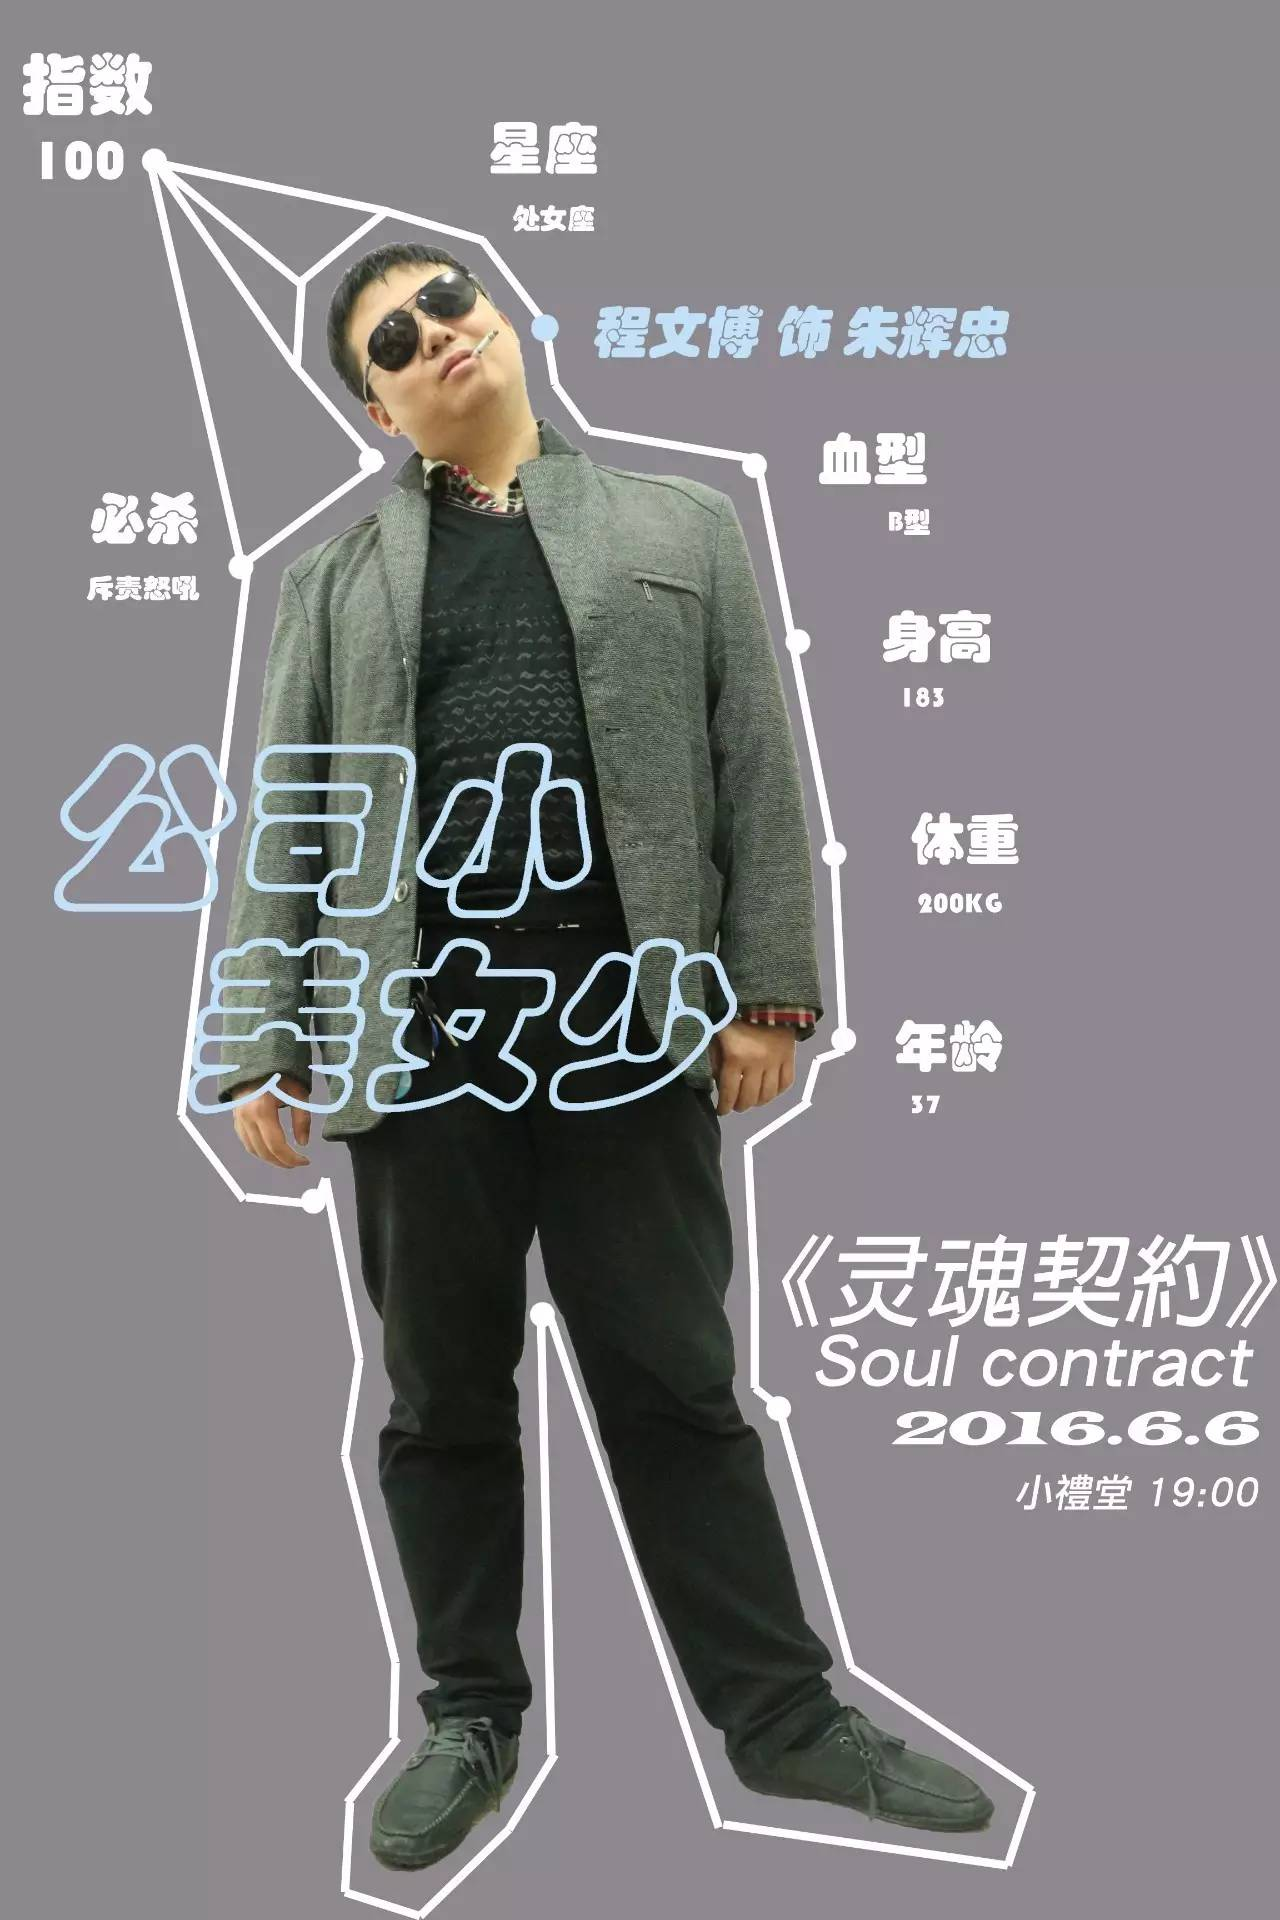 指数
100
星座
处女座
程文博 饰 朱辉忠
血型
B型
必杀
斥责怒吼
身高
183
公司小
美女少
体重
200KG
年龄
37
《灵魂契約》
Soul contract
2016.6.6
小禮堂 19:00